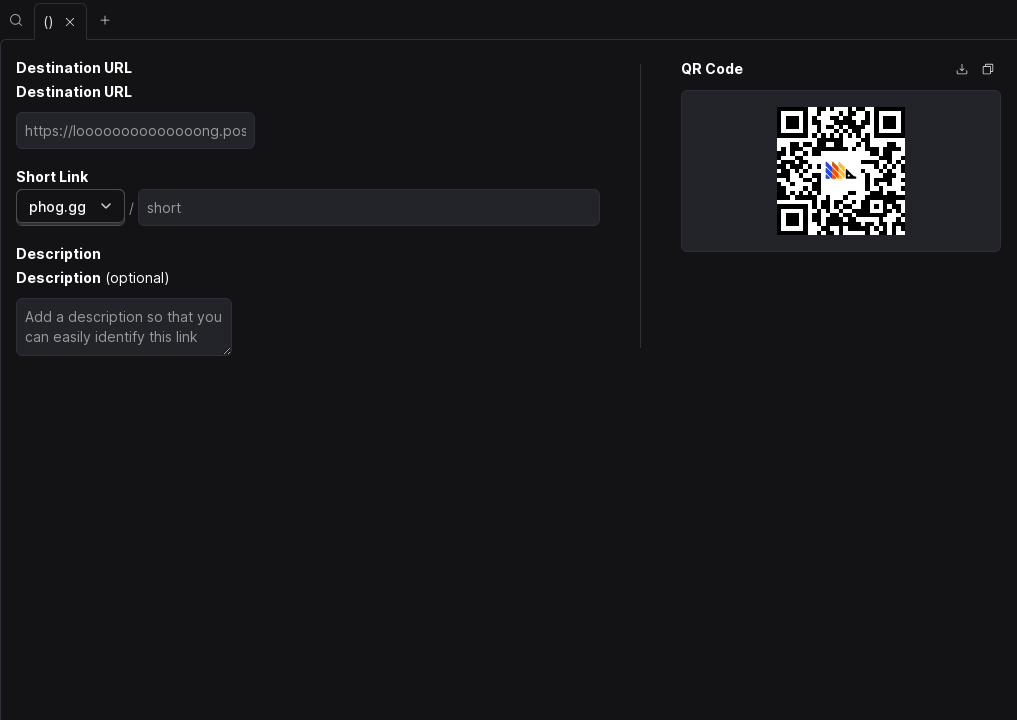 ()
Destination URL
Destination URL
https://loooooooooooooong.pos
Short Link
phog.gg / short
Description
Description (optional)
Add a description so that you
can easily identify this link
QR Code